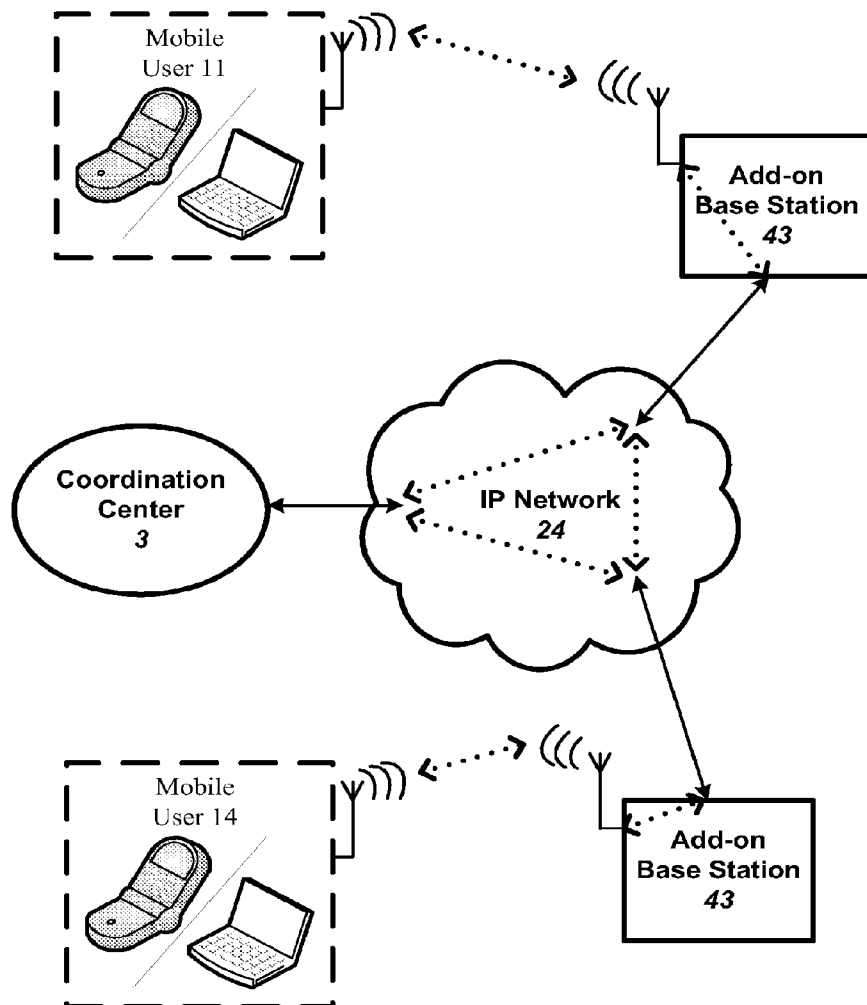 Mobile
User 11
Add-on
Base Station
43
Coordination
Center
3
IP Network
24
Mobile
User 14
Add-on
Base Station
43